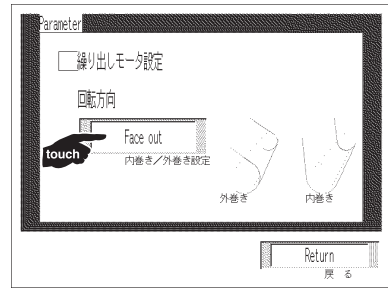 Parameter
繰り出しモータ設定
回転方向
Face out
touch
内巻き／外巻き設定
外巻き
内巻き
Return
戻 る